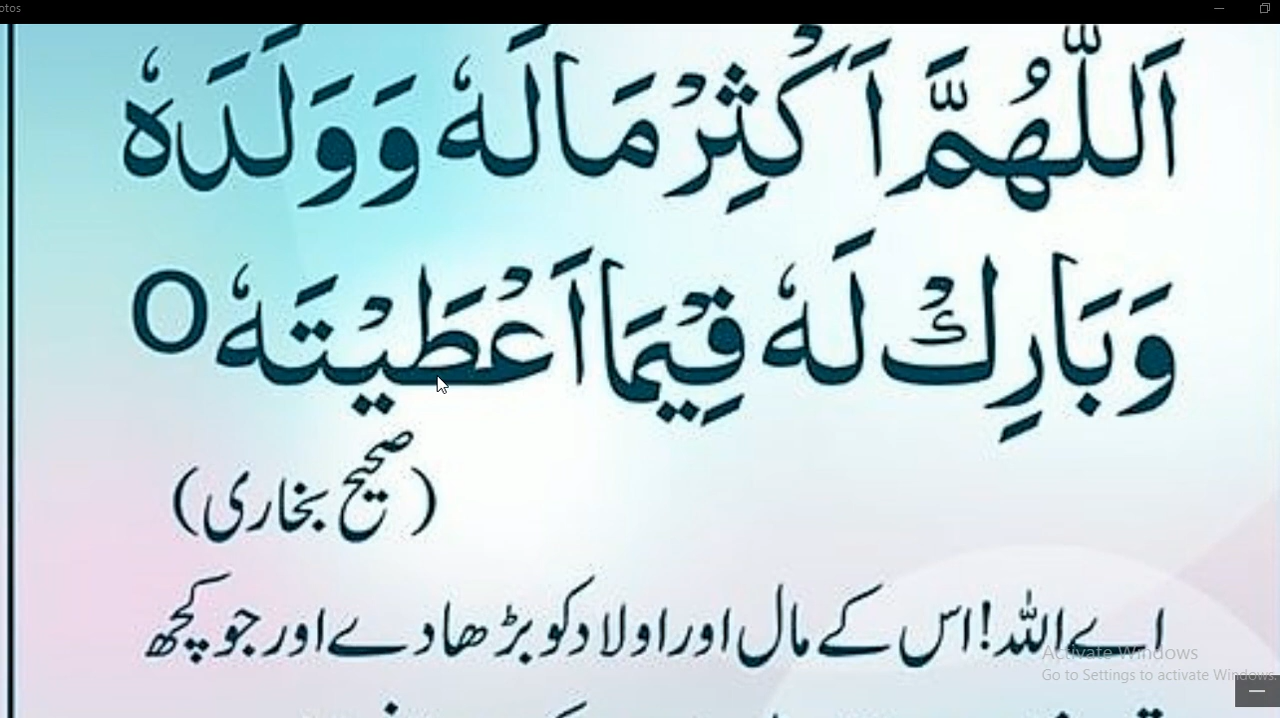 otos
اَللّٰهُمَّ اَكْثِرْ مَالَهٗ وَوَلَدَهٗ
وَبَارِكْ لَهٗ فِيْمَا اَعْطَيْتَهٗ O
(صحیح بخاری)
اے اللہ! اس کے مال اور اولاد کو بڑھا دے اور جو کچھ
Activate Windows
Go to Settings to activate Windows.